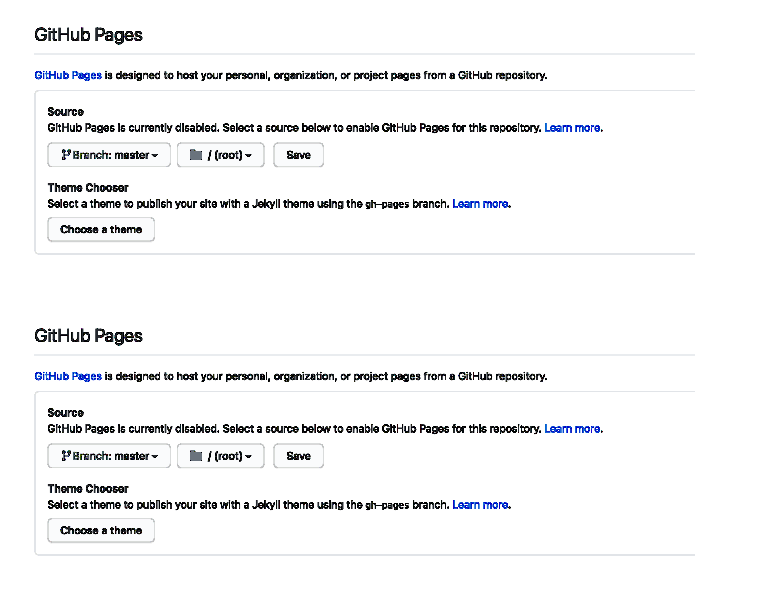 GitHub Pages
GitHub Pages is designed to host your personal, organization, or project pages from a GitHub repository.
Source
GitHub Pages is currently disabled. Select a source below to enable GitHub Pages for this repository. Learn more.
Branch: master / (root) Save
Theme Chooser
Select a theme to publish your site with a Jekyll theme using the gh-pages branch. Learn more.
Choose a theme
GitHub Pages
GitHub Pages is designed to host your personal, organization, or project pages from a GitHub repository.
Source
GitHub Pages is currently disabled. Select a source below to enable GitHub Pages for this repository. Learn more.
Branch: master / (root) Save
Theme Chooser
Select a theme to publish your site with a Jekyll theme using the gh-pages branch. Learn more.
Choose a theme